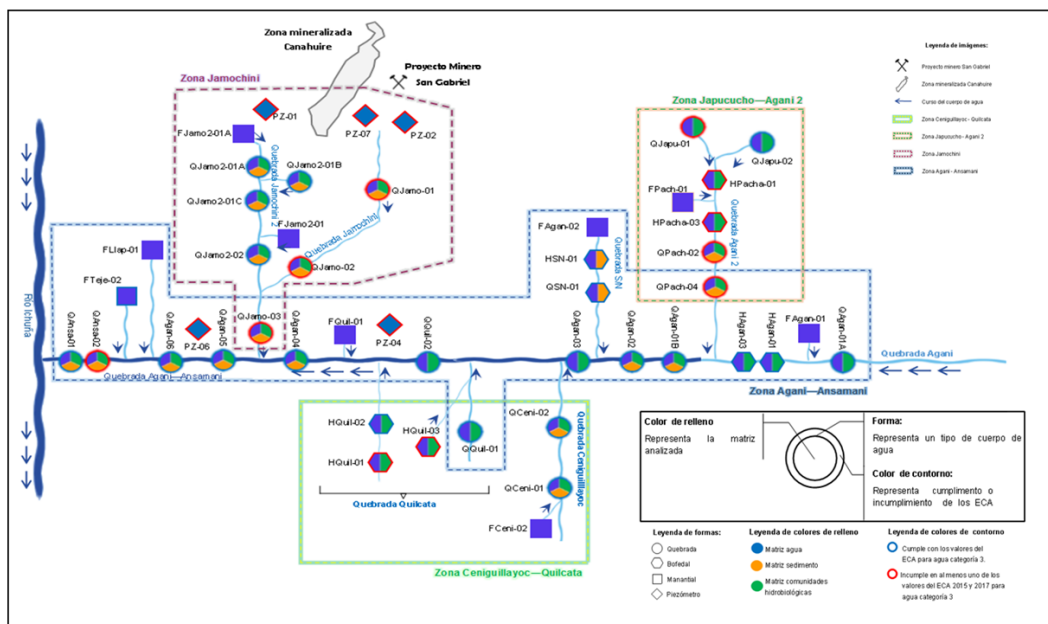 Zona mineralizada
Canahuire
Proyecto Minero
San Gabriel
Zona Jamochini
PZ-01
PZ-07
PZ-02
FJamo2-01A
QJamo2-01A
QJamo2-01B
QJamo2-01C
Quebrada Jamochini 2
FJamo2-01
QJamo2-02
QJamo-01
Quebrada Jamochini
QJamo-02
QJamo-03
Zona Japucucho—Agani 2
QJapu-01
QJapu-02
FPach-01
HPacha-01
HPacha-03
Quebrada Agani 2
QPach-02
QPach-04
Leyenda de imágenes:
Proyecto minero San Gabriel
Zona mineralizada Canahuire
Curso del cuerpo de agua
Zona Ceniguillayoc - Quilcata
Zona Japucucho - Agani 2
Zona Jamochini
Zona Agani - Ansamani
FLlap-01
FTeje-02
FAgan-02
HSN-01
QSN-01
Quebrada S/N
Río Ichuña
QAnsa-01
QAnsa-02
QAgan-06
PZ-06
QAgan-05
QAgan-04
FQuil-01
PZ-04
QQuil-02
QAgan-03
QAgan-02
QAgan-01B
HAgan-03
HAgan-01
FAgan-01
QAgan-01A
Quebrada Agani
Quebrada Agani—Ansamani
Zona Agani—Ansamani
HQuil-02
HQuil-03
HQuil-01
QQuil-01
QCeni-02
QCeni-01
FCeni-02
Quebrada Ceniguilllayoc
Quebrada Quilcata
Zona Ceniguillayoc—Quilcata
Color de relleno
Representa la matriz
analizada
Forma:
Representa un tipo de cuerpo de
agua
Color de contorno:
Representa cumplimento o
incumplimiento de los ECA
Leyenda de formas:
Quebrada
Bofedal
Manantial
Piezómetro
Leyenda de colores de relleno
Matriz agua
Matriz sedimento
Matriz comunidades
hidrobiológicas
Leyenda de colores de contorno
Cumple con los valores del
ECA para agua categoría 3.
Incumple en al menos uno de los
valores del ECA 2015 y 2017 para
agua categoría 3